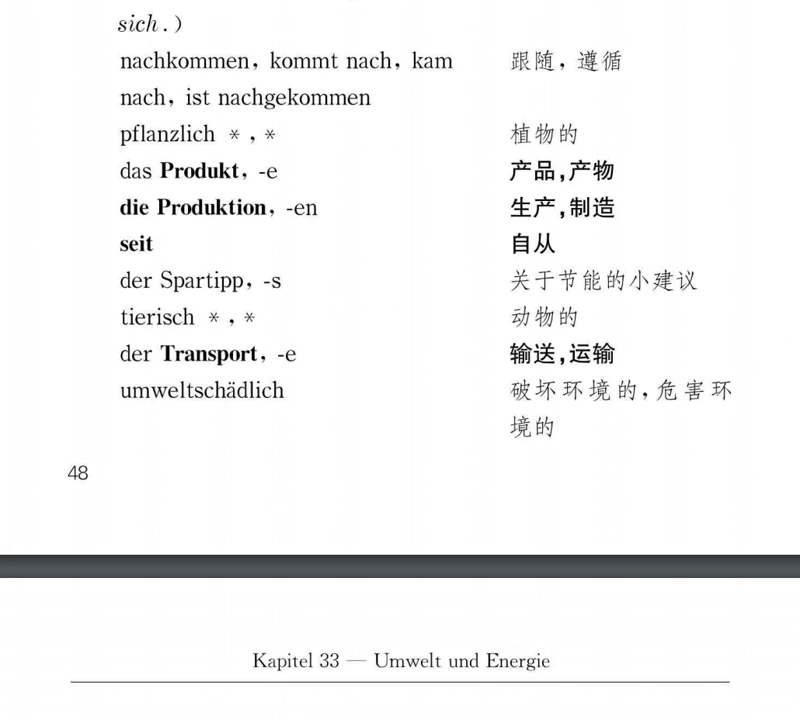 sich.)
nachkommen, kommt nach, kam 跟随, 遵循
nach, ist nachgekommen
pflanzlich *, * 植物的
das Produkt, -e 产品,产物
die Produktion, -en 生产,制造
seit 自从
der Spartipp, -s 关于节能的小建议
tierisch *, * 动物的
der Transport, -e 输送,运输
umweltschädlich 破坏环境的, 危害环
境的
48
Kapitel 33 — Umwelt und Energie